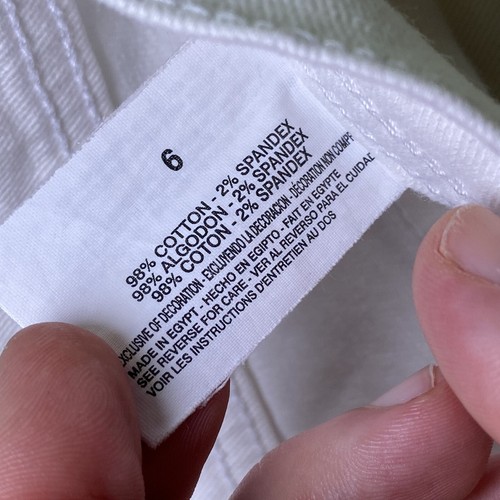 6
98% COTTON - 2% SPANDEX
98% ALGODON - 2% SPANDEX
98% COTON - 2% SPANDEX
EXCLUSIVE OF DECORATION - EXCLUYENDO LA DECORACION - DÉCORATION NON COMPR
MADE IN EGYPT - HECHO EN EGIPTO - FAIT EN EGYPTE
SEE REVERSE FOR CARE - VER AL REVERSO PARA EL CUIDAD
VOIR LES INSTRUCTIONS D'ENTRETIEN AU DOS